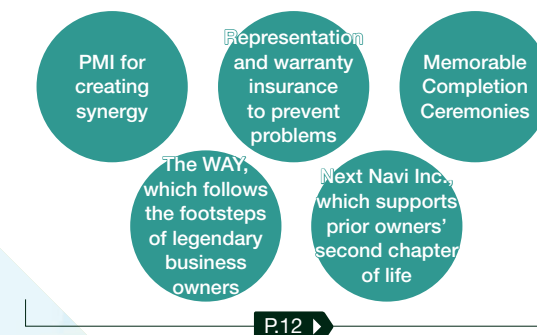 PMI for
creating
synergy
Representation
and warranty
insurance
to prevent
problems
Memorable
Completion
Ceremonies
The WAY,
which follows
the footsteps
of legendary
business
owners
Next Navi Inc.,
which supports
prior owners’
second chapter
of life
P.12